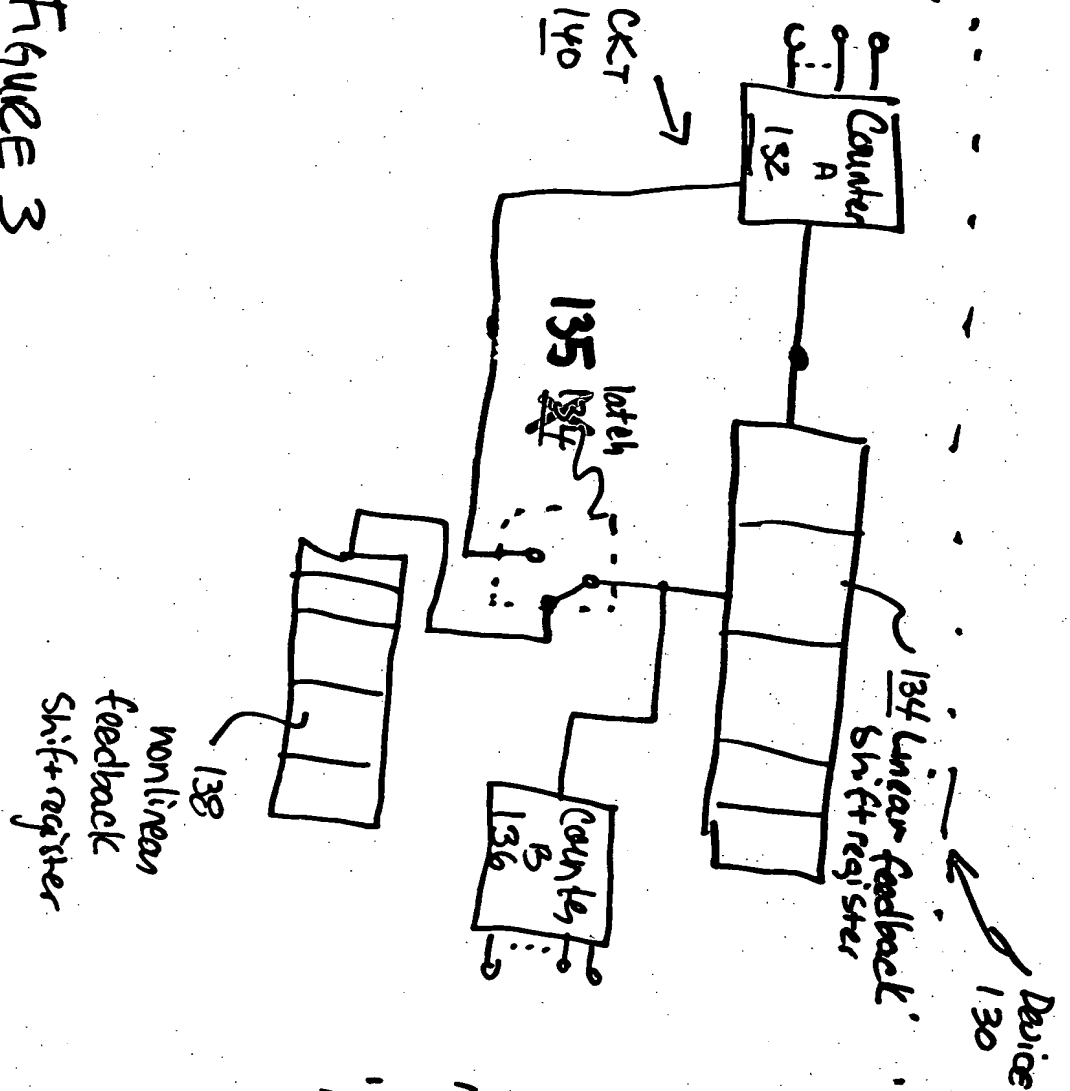 CKT
140
Counter
A
132
135
latch
134 Linear feedback
shift register
Device
130
Counter
B
136
138
nonlinear
feedback
shift register
FIGURE 3